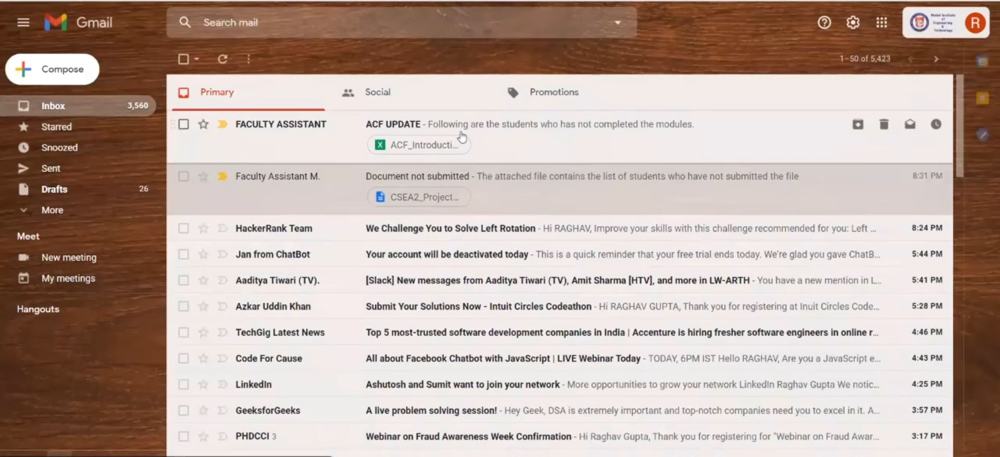 Gmail
Search mail
Model Institute
of
Engineering
&
Technology
R
Compose
1–50 of 5,423
Inbox 3,560
Starred
Snoozed
Sent
Drafts 26
More
Meet
New meeting
My meetings
Hangouts
Primary Social Promotions
FACULTY ASSISTANT ACF UPDATE - Following are the students who has not completed the modules.
X ACF_Introducti...
Faculty Assistant M. Document not submitted - The attached file contains the list of students who have not submitted the file 8:31 PM
CSEA2_Project...
HackerRank Team We Challenge You to Solve Left Rotation - Hi RAGHAV, Improve your skills with this challenge recommended for you: Left ... 8:24 PM
Jan from ChatBot Your account will be deactivated today - This is a quick reminder that your free trial ends today. We're glad you gave ChatB... 5:44 PM
Aaditya Tiwari (TV). [Slack] New messages from Aaditya Tiwari (TV), Amit Sharma [HTV], and more in LW-ARTH - You have a new mention in L... 5:41 PM
Azkar Uddin Khan Submit Your Solutions Now - Intuit Circles Codeathon - Hi RAGHAV GUPTA, Thank you for registering at Inuit Circles Code... 5:28 PM
TechGig Latest News Top 5 most-trusted software development companies in India | Accenture is hiring fresher software engineers in online r... 4:46 PM
Code For Cause All about Facebook Chatbot with JavaScript | LIVE Webinar Today - TODAY, 6PM IST Hello RAGHAV, Are you a JavaScript e... 4:43 PM
LinkedIn Ashutosh and Sumit want to join your network - More opportunities to grow your network LinkedIn Raghav Gupta We notic... 4:25 PM
GeeksforGeeks A live problem solving session! - Hey Geek, DSA is extremely important and top-notch companies need you to excel in it. A... 3:57 PM
PHDCCI 3 Webinar on Fraud Awareness Week Confirmation - Hi Raghav Gupta, Thank you for registering for "Webinar on Fraud Awar... 3:17 PM